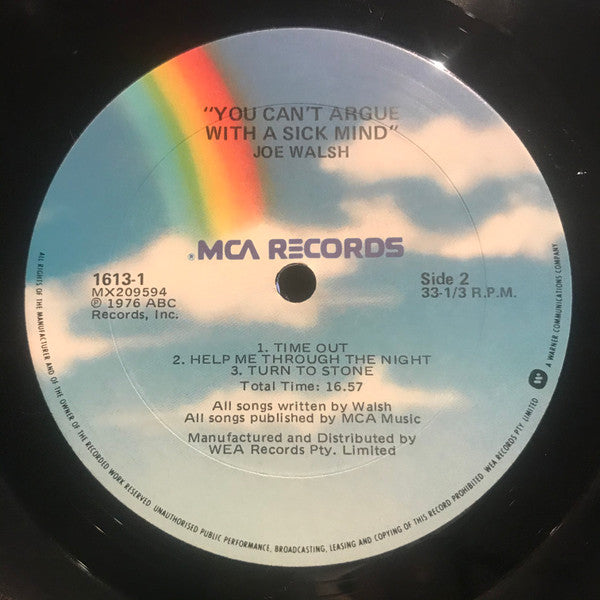 "YOU CAN'T ARGUE
WITH A SICK MIND"
JOE WALSH
® MCA RECORDS
1613-1
MX209594
℗ 1976 ABC
Records, Inc.
Side 2
33-1/3 R.P.M.
1. TIME OUT
2. HELP ME THROUGH THE NIGHT
3. TURN TO STONE
Total Time: 16.57
All songs written by Walsh
All songs published by MCA Music
Manufactured and Distributed by
WEA Records Pty. Limited
ALL RIGHTS OF THE MANUFACTURER AND OF THE OWNER OF THE RECORDED WORK RESERVED. UNAUTHORISED PUBLIC PERFORMANCE, BROADCASTING, LEASING AND COPYING OF THIS RECORD PROHIBITED. WEA RECORDS PTY. LIMITED
A WARNER COMMUNICATIONS COMPANY